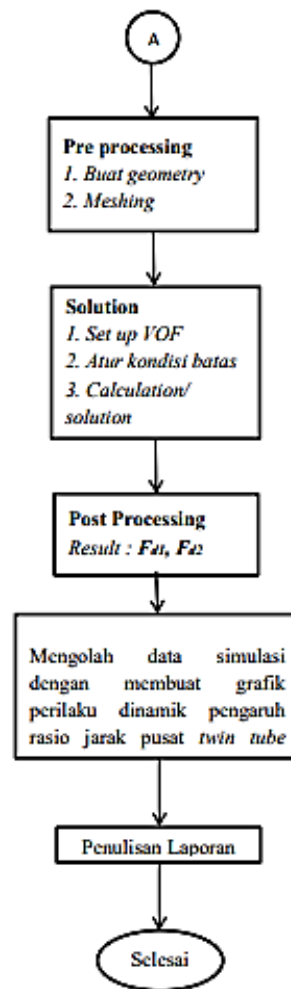 A
Pre processing
1. Buat geometry
2. Meshing
Solution
1. Set up VOF
2. Atur kondisi batas
3. Calculation/
solution
Post Processing
Result : Fd1, Fd2
Mengolah data simulasi
dengan membuat grafik
perilaku dinamik pengaruh
rasio jarak pusat twin tube
Penulisan Laporan
Selesai